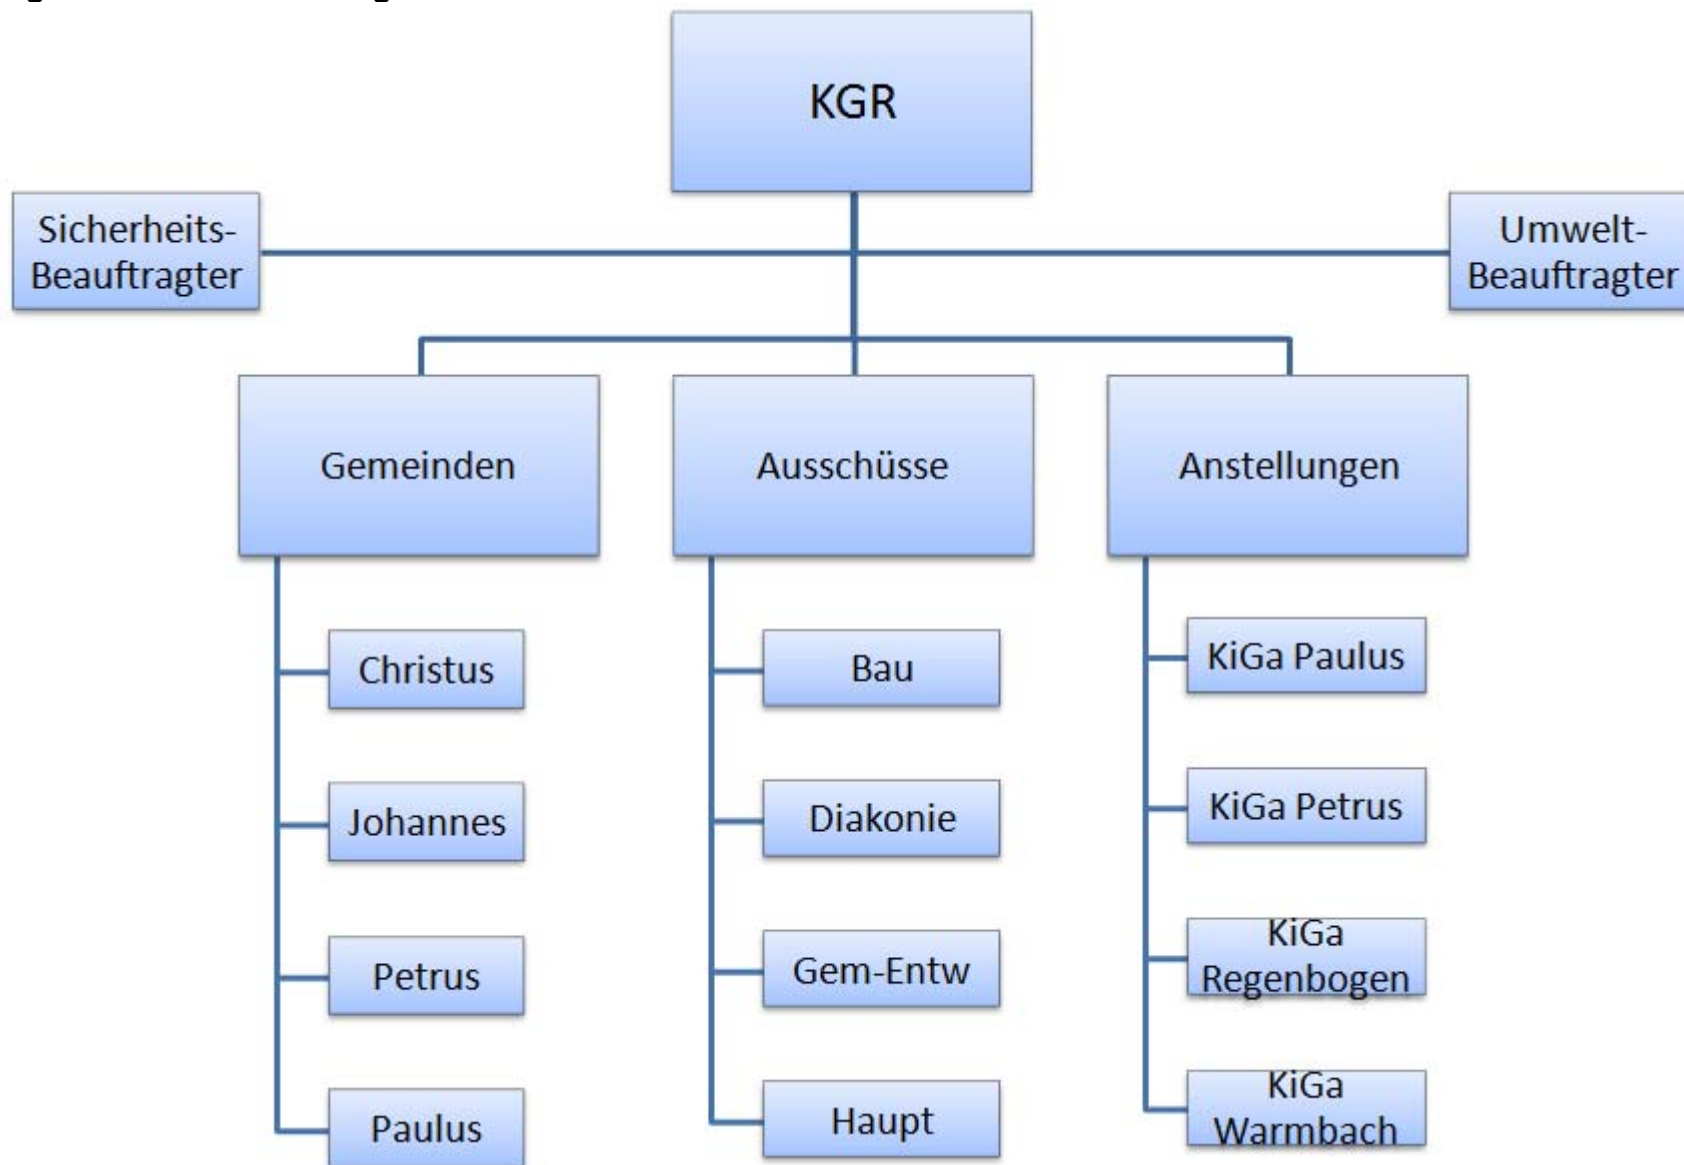 KGR
Sicherheits-
Beauftragter
Umwelt-
Beauftragter
Gemeinden
Ausschüsse
Anstellungen
Christus
Johannes
Petrus
Paulus
Bau
Diakonie
Gem-Entw
Haupt
KiGa Paulus
KiGa Petrus
KiGa
Regenbogen
KiGa
Warmbach